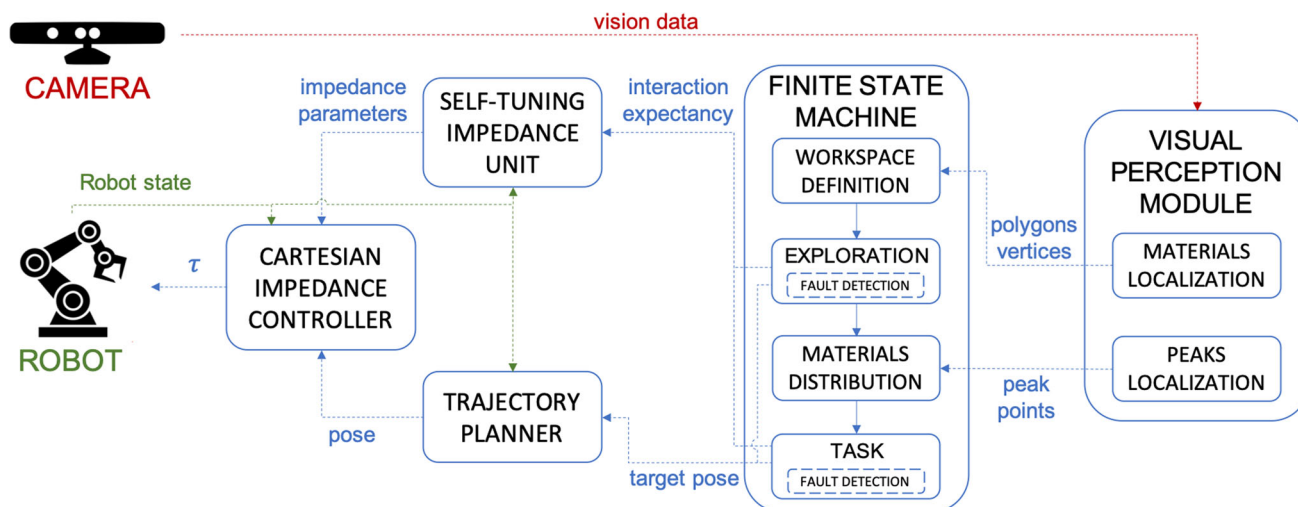 vision data
CAMERA
impedance
parameters
SELF-TUNING
IMPEDANCE
UNIT
interaction
expectancy
FINITE STATE
MACHINE
WORKSPACE
DEFINITION
EXPLORATION
FAULT DETECTION
MATERIALS
DISTRIBUTION
TASK
FAULT DETECTION
VISUAL
PERCEPTION
MODULE
MATERIALS
LOCALIZATION
PEAKS
LOCALIZATION
polygons
vertices
peak
points
Robot state
τ
CARTESIAN
IMPEDANCE
CONTROLLER
ROBOT
pose
TRAJECTORY
PLANNER
target pose